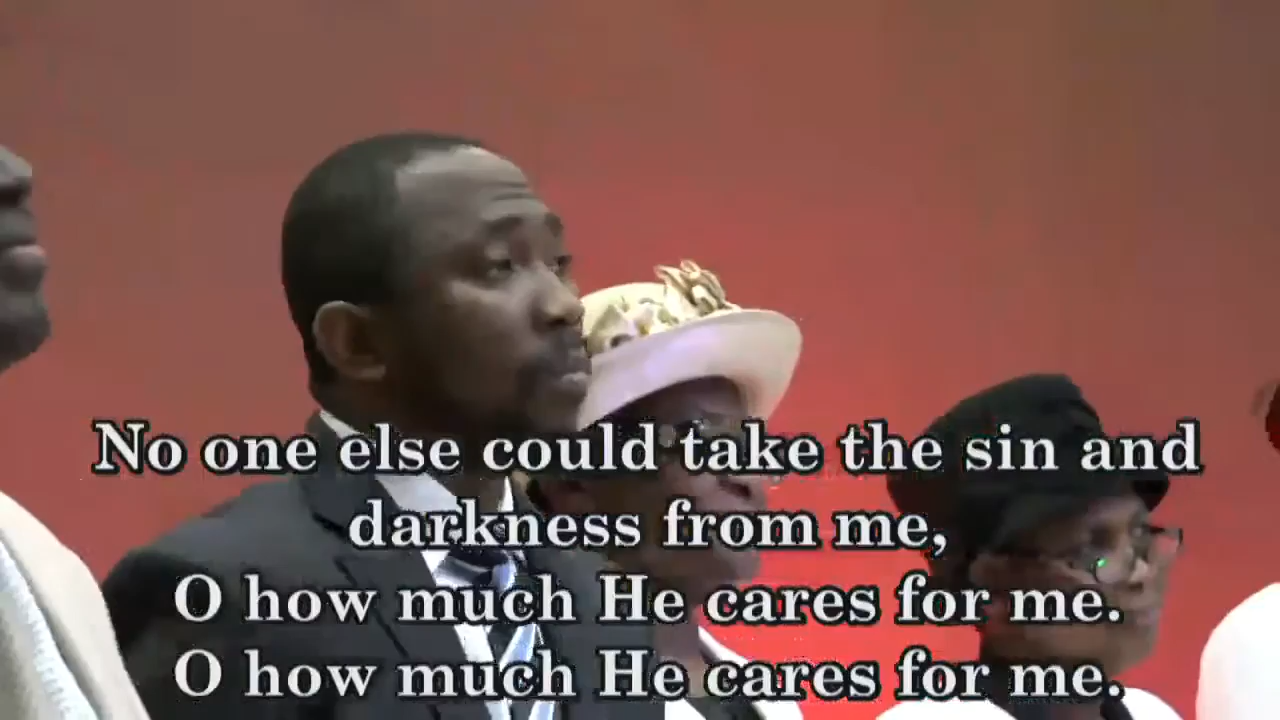 No one else could take the sin and
darkness from me,
O how much He cares for me.
O how much He cares for me.